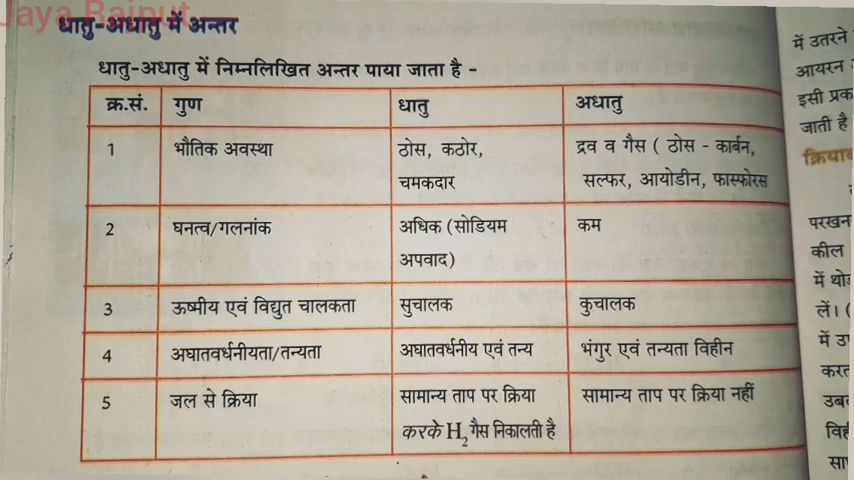 Jaya Rajput
धातु-अधातु में अन्तर
धातु-अधातु में निम्नलिखित अन्तर पाया जाता है -
क्र.सं. गुण धातु अधातु
1 भौतिक अवस्था ठोस, कठोर, द्रव व गैस ( ठोस - कार्बन,
चमकदार सल्फर, आयोडीन, फास्फोरस
2 घनत्व/गलनांक अधिक (सोडियम कम
अपवाद)
3 ऊष्मीय एवं विद्युत चालकता सुचालक कुचालक
4 अघातवर्धनीयता/तन्यता अघातवर्धनीय एवं तन्य भंगुर एवं तन्यता विहीन
5 जल से क्रिया सामान्य ताप पर क्रिया सामान्य ताप पर क्रिया नहीं
करके H₂ गैस निकालती है
में उतरने
आयरन
इसी प्रक
जाती है
क्रिया
परखन
कील
में थो
लें। (
में उ
करत
उब
वि
सा